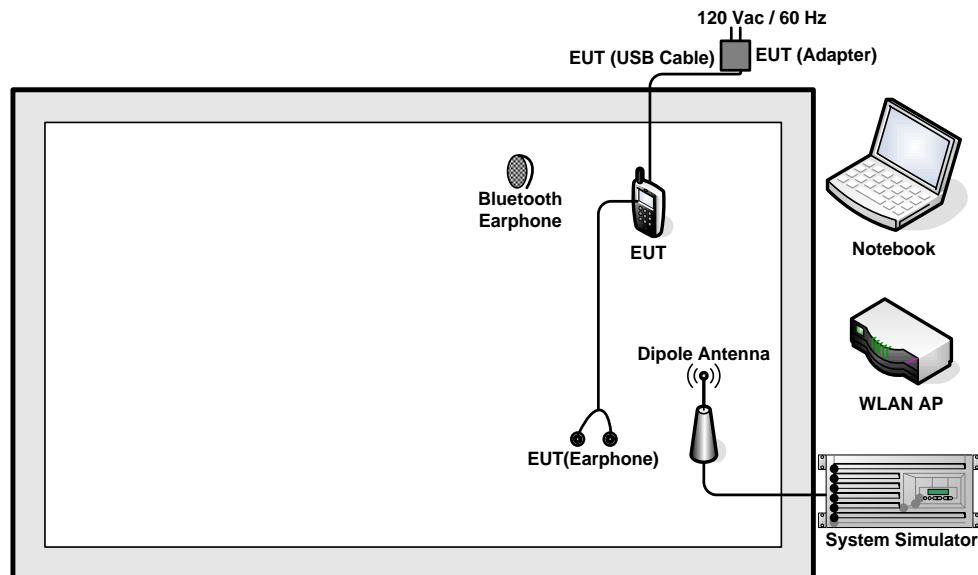 120 Vac / 60 Hz
EUT (USB Cable)
EUT (Adapter)
Bluetooth
Earphone
EUT
Notebook
Dipole Antenna
WLAN AP
EUT(Earphone)
System Simulator